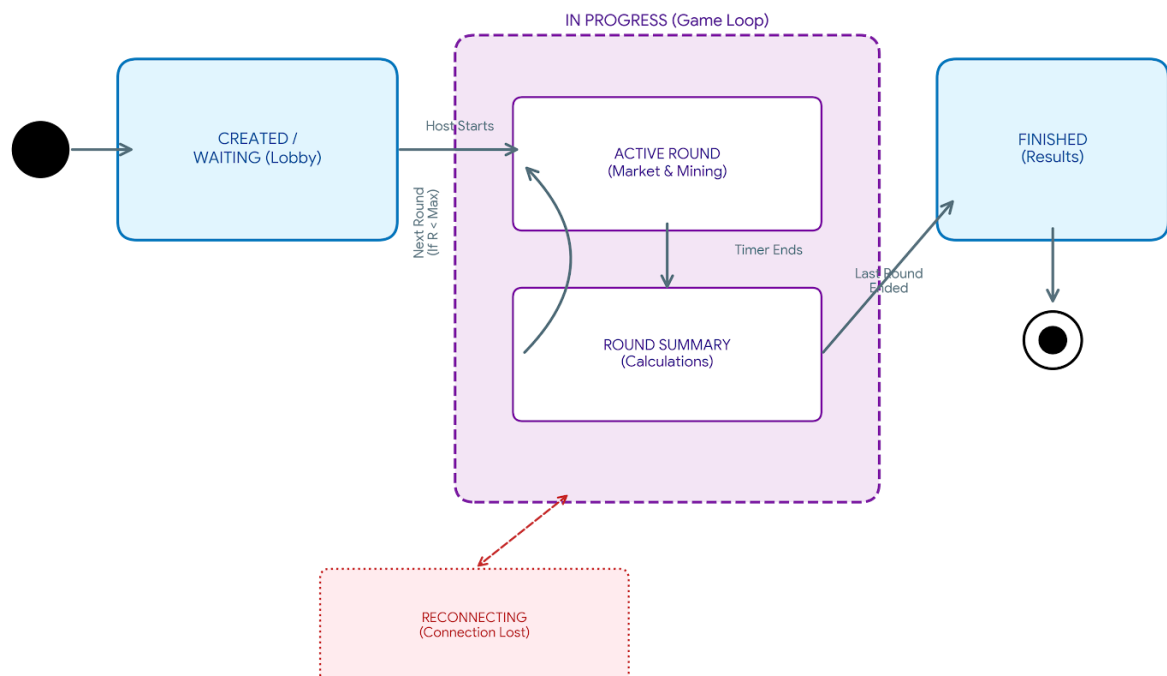 IN PROGRESS (Game Loop)
CREATED /
WAITING (Lobby)
Host Starts
ACTIVE ROUND
(Market & Mining)
FINISHED
(Results)
Next Round
(If R < Max)
Timer Ends
Last Round
Ended
ROUND SUMMARY
(Calculations)
RECONNECTING
(Connection Lost)